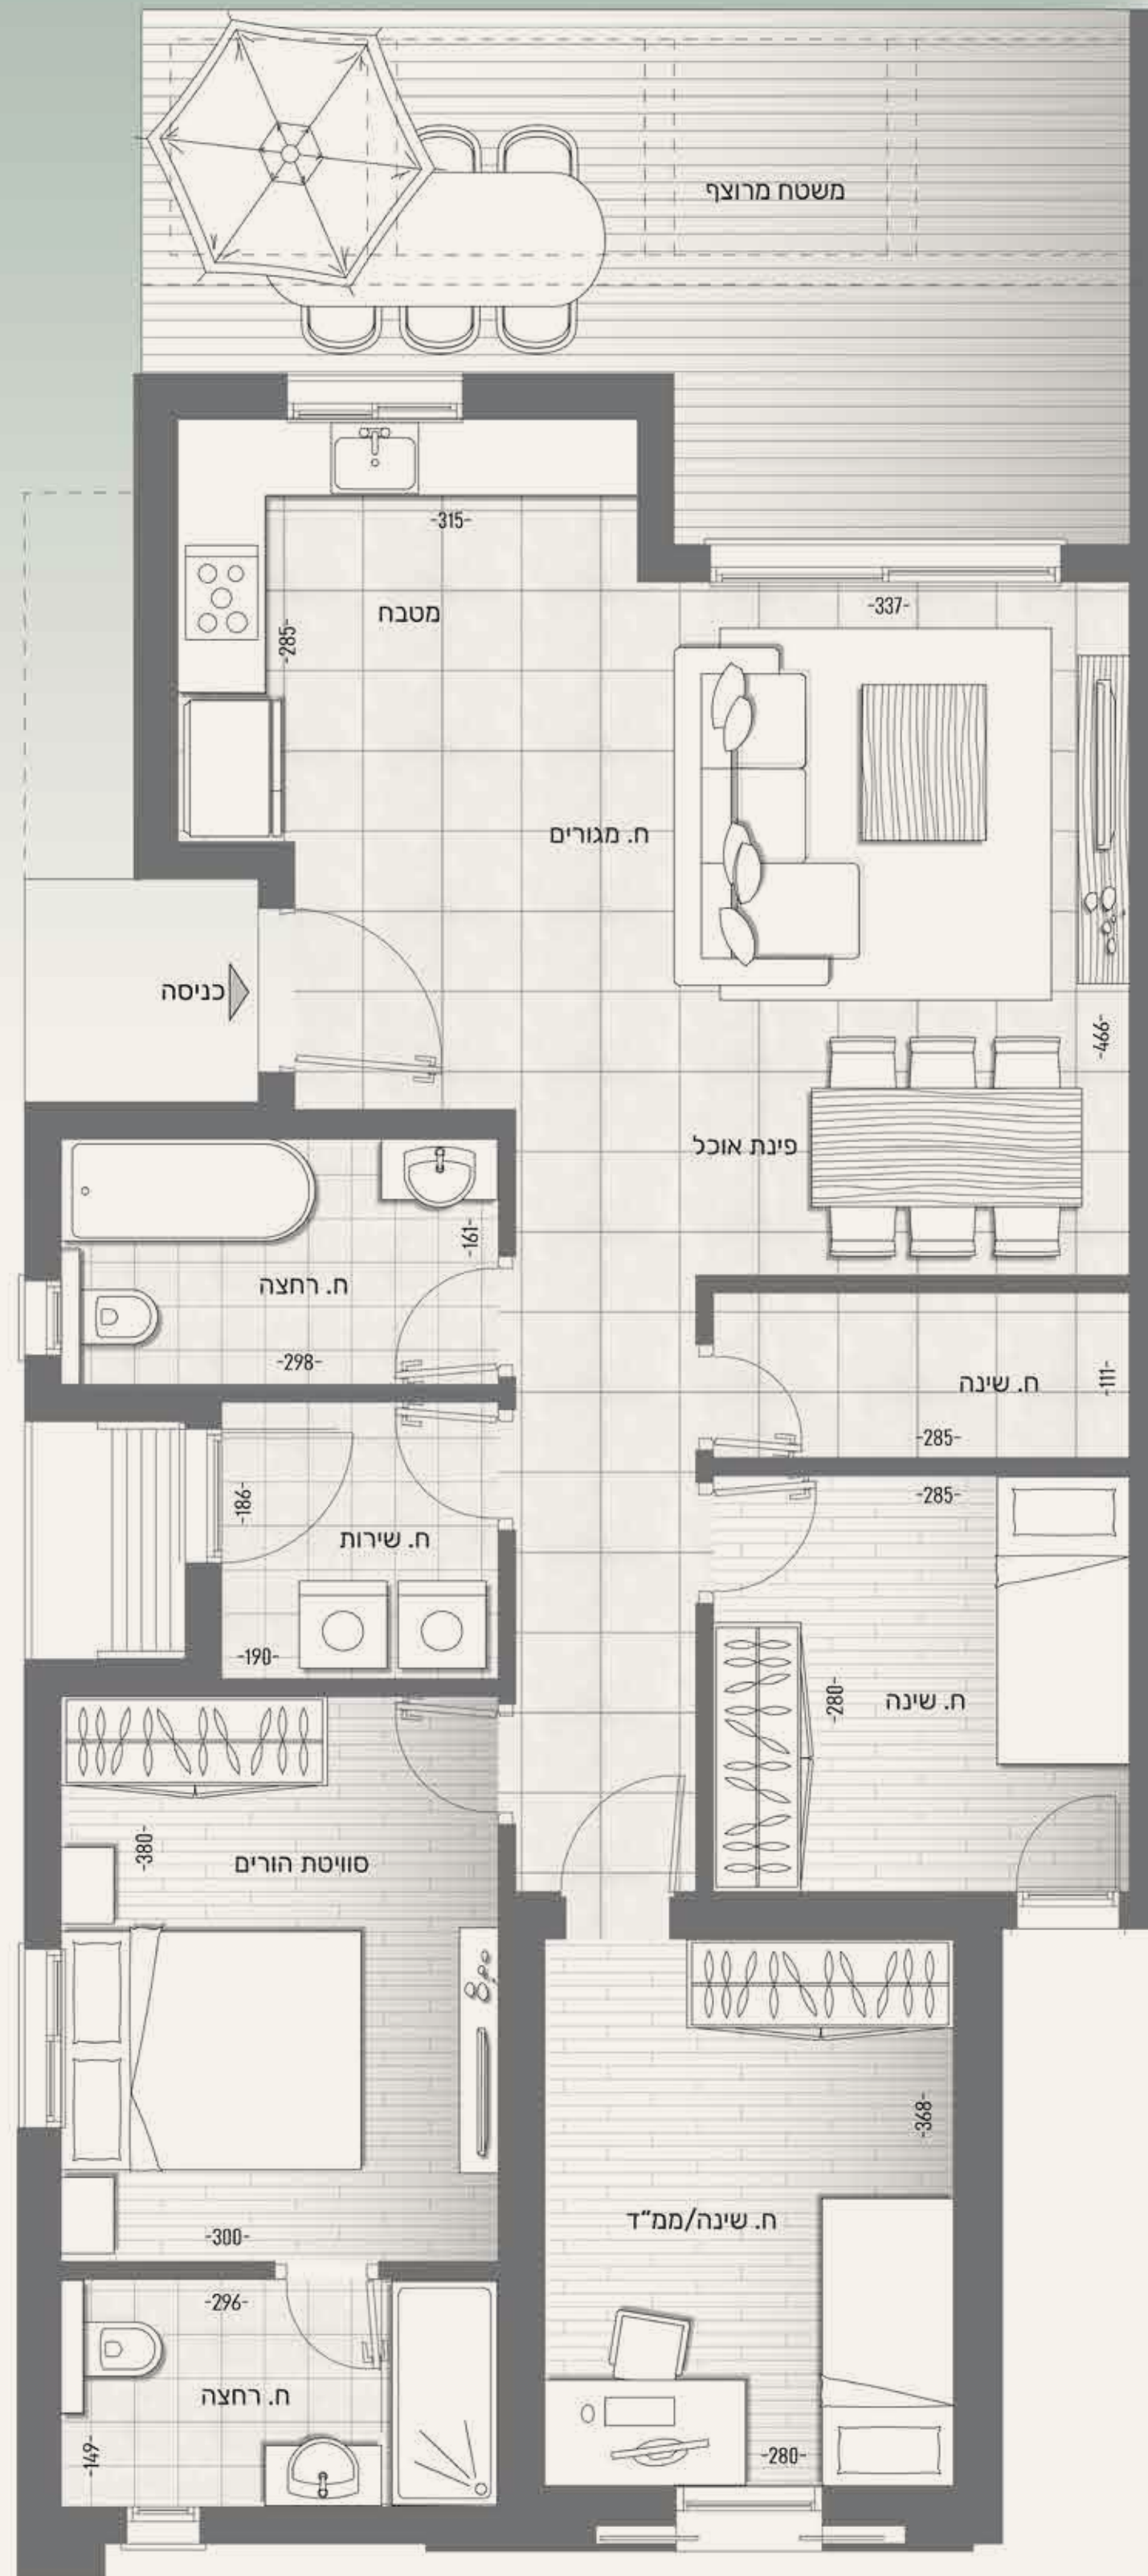 משטח מרוצף
-315-
מטבח
-285-
-337-
ח. מגורים
כניסה
-466-
פינת אוכל
-161-
ח. רחצה
-298-
ח. שינה
-111-
-285-
-186-
ח. שירות
-190-
-285-
-280-
ח. שינה
-380-
סוויטת הורים
-300-
-368-
ח. שינה/ממ"ד
-280-
-296-
ח. רחצה
-149-